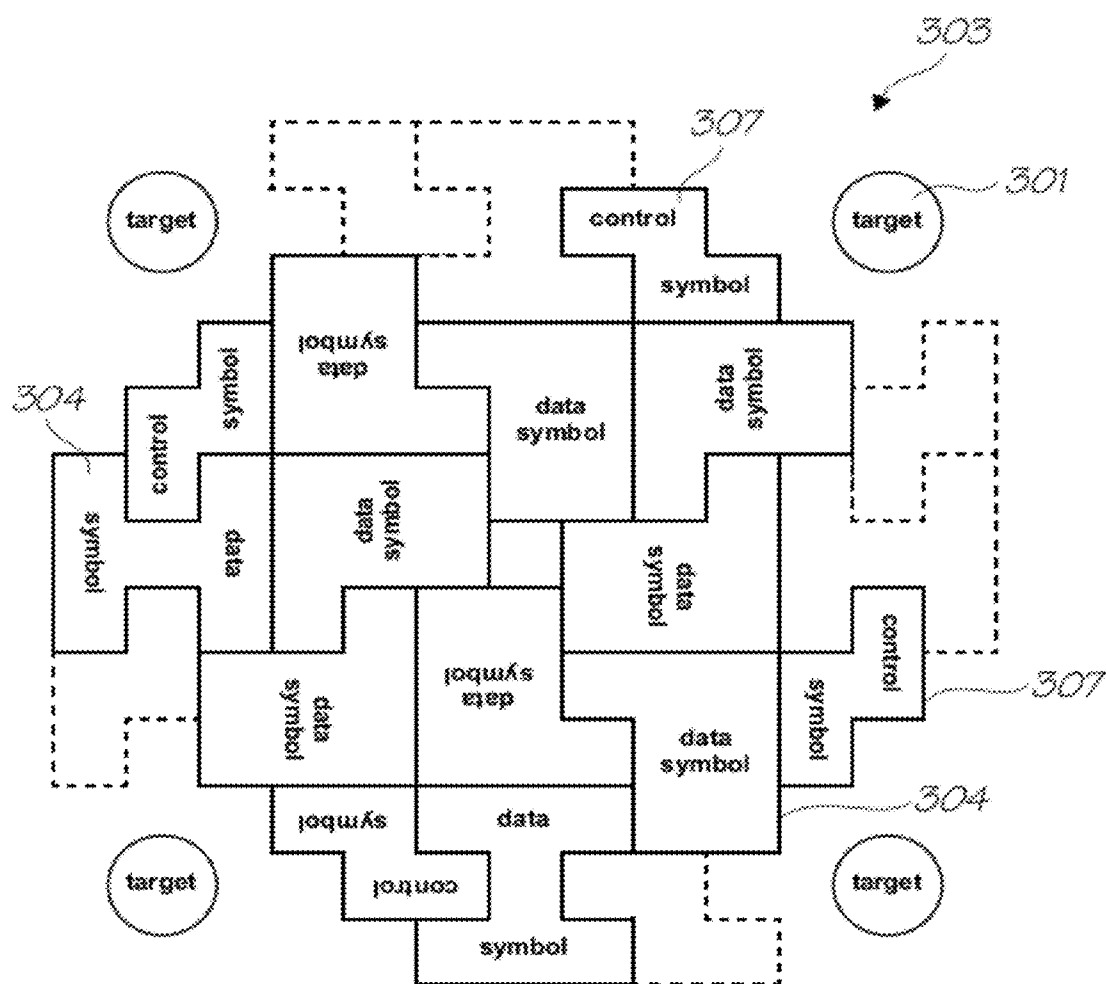 303
307
301
target
control
target
symbol
data
symbol
symbol
data
symbol
data
symbol
304
control
symbol
data
data
symbol
data
symbol
control
symbol
307
data
symbol
data
symbol
data
symbol
304
symbol
data
control
target
target
symbol